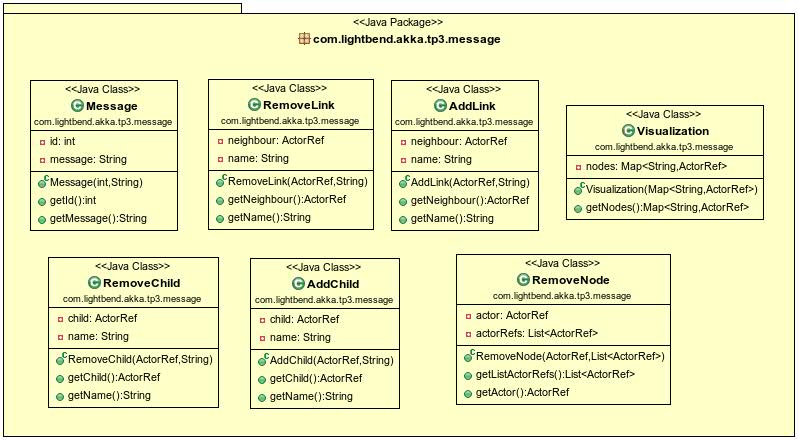 <<Java Package>>
com.lightbend.akka.tp3.message
<<Java Class>>
Message
com.lightbend.akka.tp3.message
id: int
message: String
Message(int,String)
getId():int
getMessage():String
<<Java Class>>
RemoveLink
com.lightbend.akka.tp3.message
neighbour: ActorRef
name: String
RemoveLink(ActorRef,String)
getNeighbour():ActorRef
getName():String
<<Java Class>>
AddLink
com.lightbend.akka.tp3.message
neighbour: ActorRef
name: String
AddLink(ActorRef,String)
getNeighbour():ActorRef
getName():String
<<Java Class>>
Visualization
com.lightbend.akka.tp3.message
nodes: Map<String,ActorRef>
Visualization(Map<String,ActorRef>)
getNodes():Map<String,ActorRef>
<<Java Class>>
RemoveChild
com.lightbend.akka.tp3.message
child: ActorRef
name: String
RemoveChild(ActorRef,String)
getChild():ActorRef
getName():String
<<Java Class>>
AddChild
com.lightbend.akka.tp3.message
child: ActorRef
name: String
AddChild(ActorRef,String)
getChild():ActorRef
getName():String
<<Java Class>>
RemoveNode
com.lightbend.akka.tp3.message
actor: ActorRef
actorRefs: List<ActorRef>
RemoveNode(ActorRef,List<ActorRef>)
getListActorRefs():List<ActorRef>
getActor():ActorRef